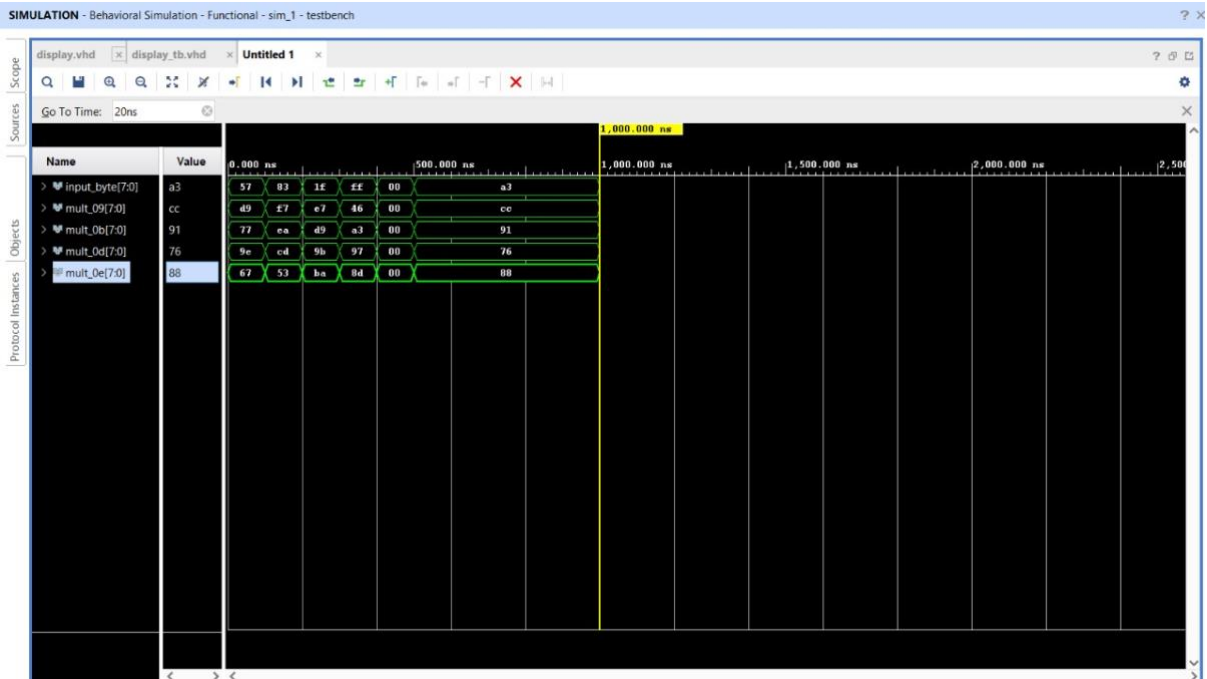 SIMULATION - Behavioral Simulation - Functional - sim_1 - testbench
display.vhd display_tb.vhd Untitled 1
Go To Time: 20ns
1,000.000 ns
Name Value 0.000 ns 500.000 ns 1,000.000 ns 1,500.000 ns 2,000.000 ns 2,500
input_byte[7:0] a3 57 83 1f ff 00 a3
mult_09[7:0] cc d9 f7 e7 46 00 cc
mult_0b[7:0] 91 77 ea d9 a3 00 91
mult_0d[7:0] 76 9e cd 9b 97 00 76
mult_0e[7:0] 88 67 53 ba 8d 00 88
Scope
Sources
Objects
Protocol Instances